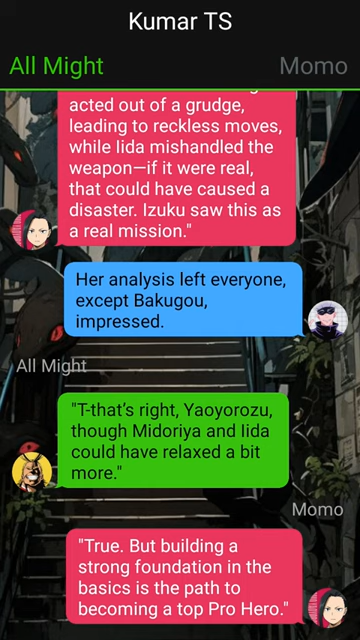 Kumar TS
All Might
Momo
acted out of a grudge,
leading to reckless moves,
while Iida mishandled the
weapon—if it were real,
that could have caused a
disaster. Izuku saw this as
a real mission."
Her analysis left everyone,
except Bakugou,
impressed.
All Might
"T-that's right, Yaoyorozu,
though Midoriya and Iida
could have relaxed a bit
more."
Momo
"True. But building a
strong foundation in the
basics is the path to
becoming a top Pro Hero."